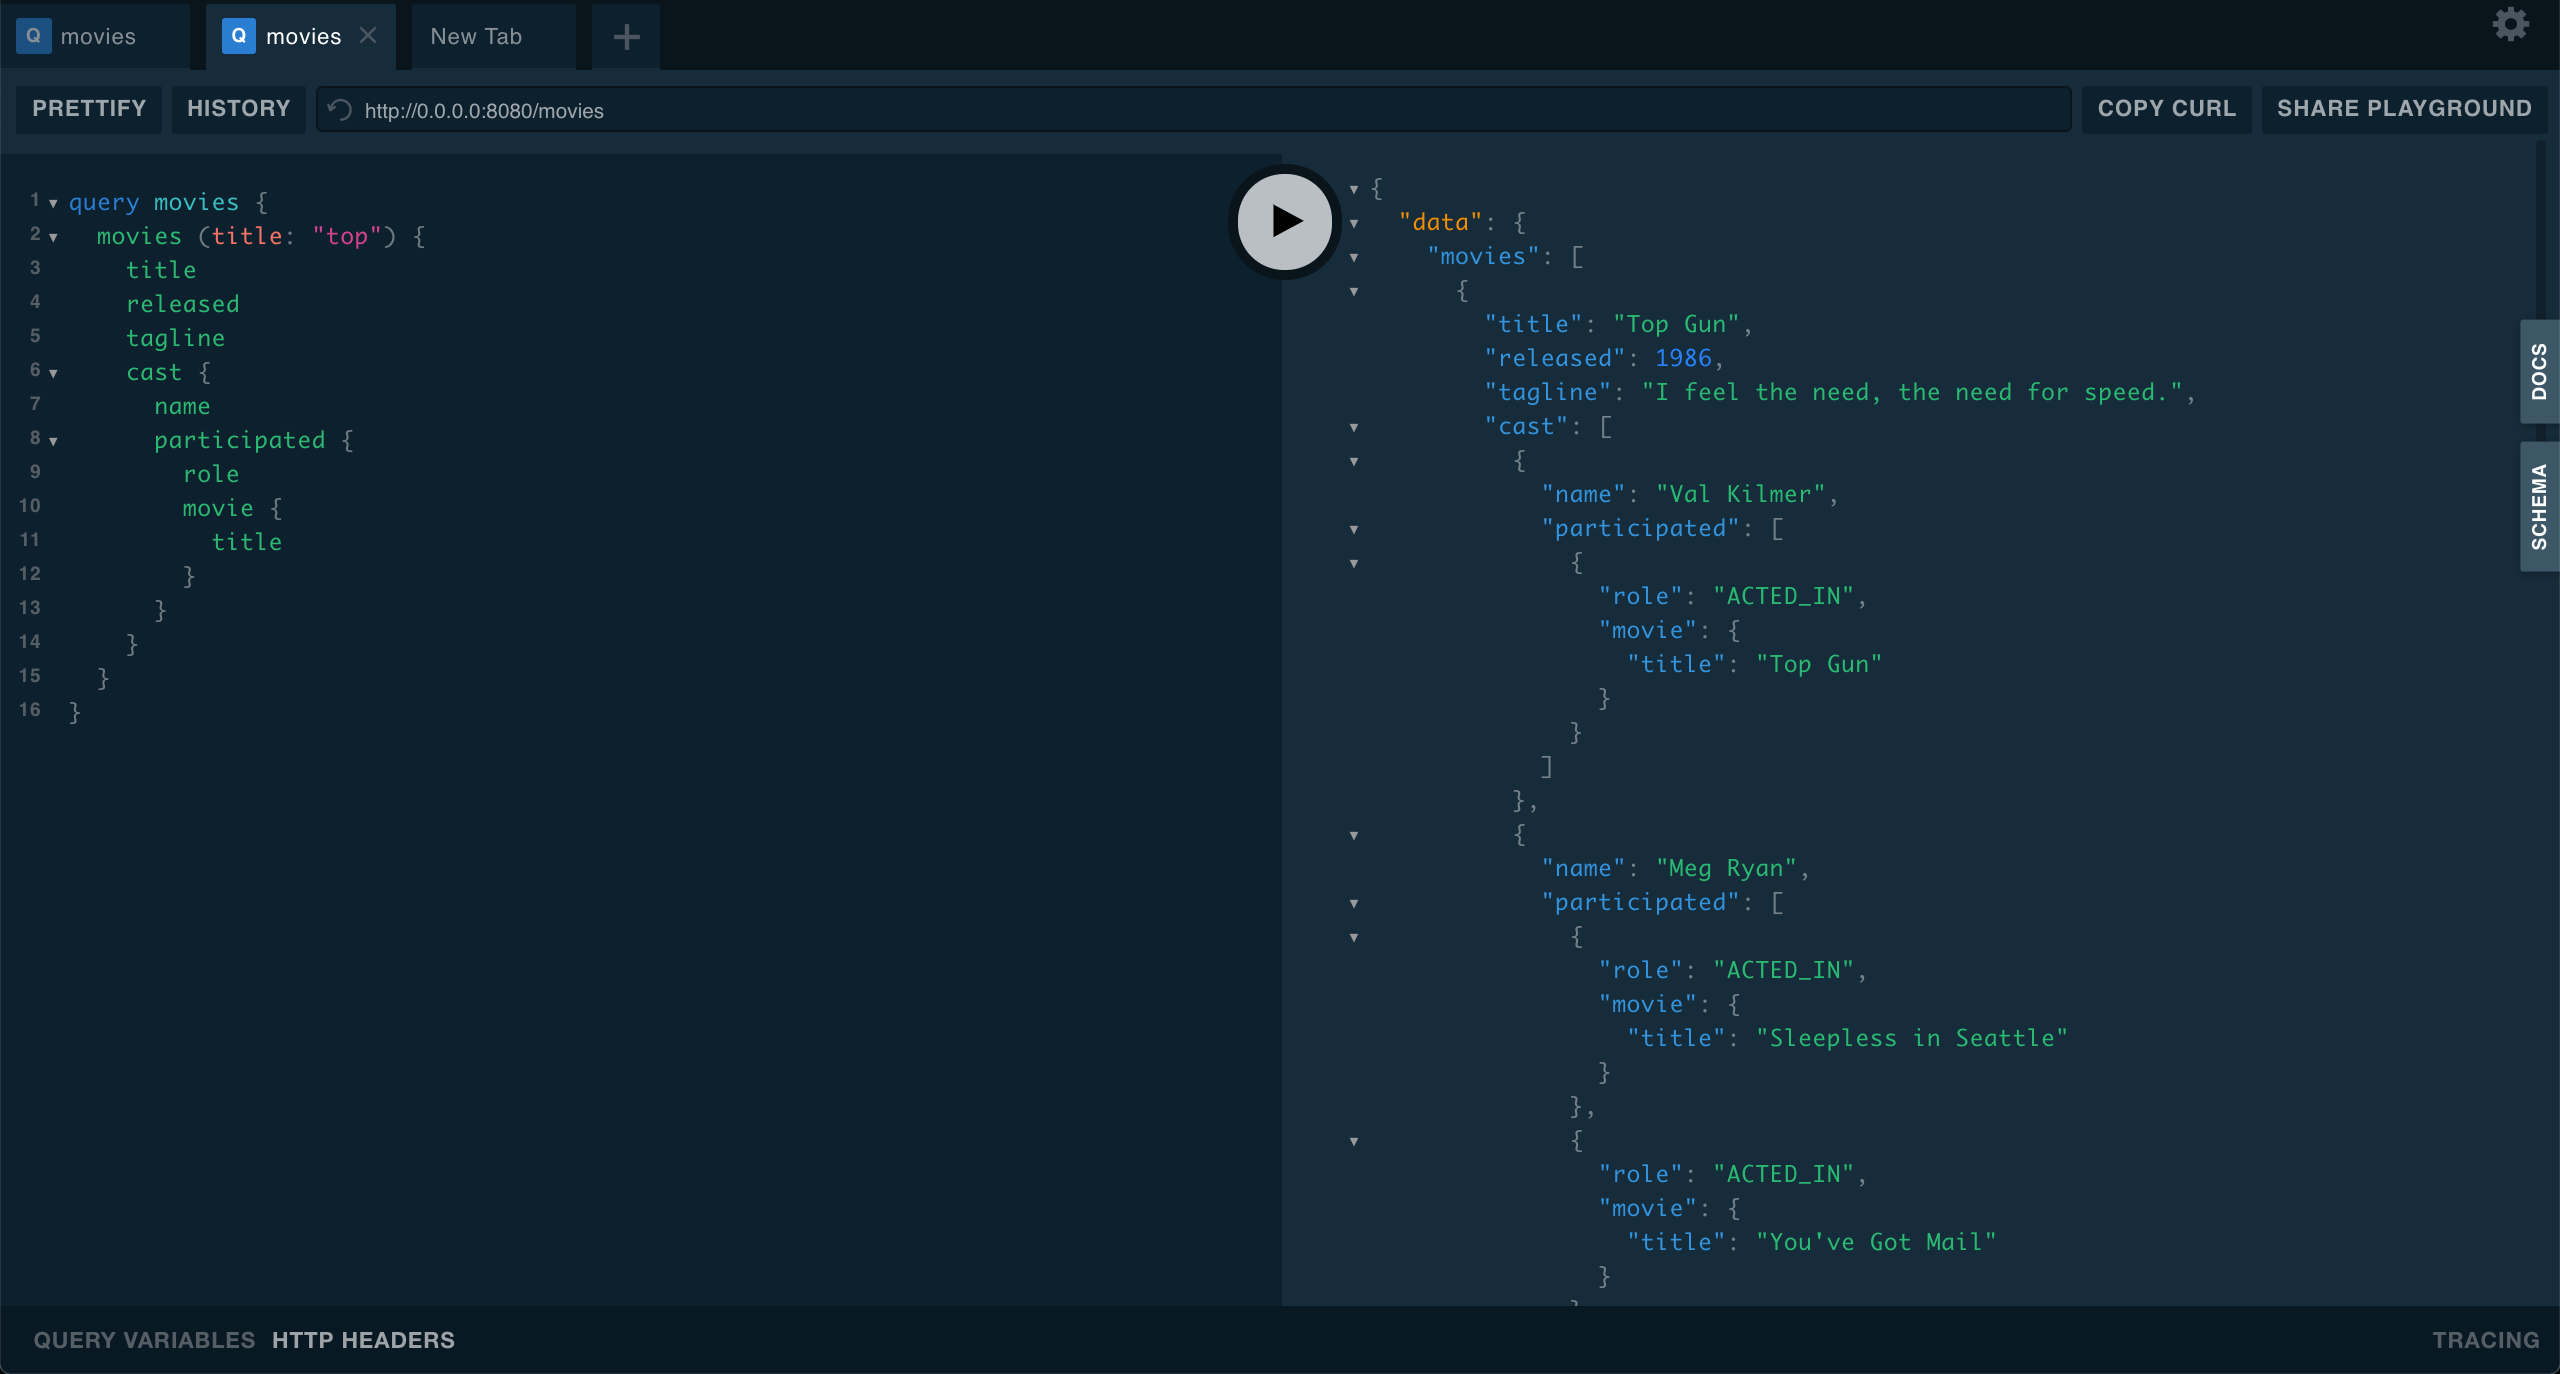 Q movies
Q movies
New Tab
PRETTIFY
HISTORY
http://0.0.0.0:8080/movies
COPY CURL
SHARE PLAYGROUND
1 query movies {
2 movies (title: "top") {
3 title
4 released
5 tagline
6 cast {
7 name
8 participated {
9 role
10 movie {
11 title
12 }
13 }
14 }
15 }
16 }
{
"data": {
"movies": [
{
"title": "Top Gun",
"released": 1986,
"tagline": "I feel the need, the need for speed.",
"cast": [
{
"name": "Val Kilmer",
"participated": [
{
"role": "ACTED_IN",
"movie": {
"title": "Top Gun"
}
}
]
},
{
"name": "Meg Ryan",
"participated": [
{
"role": "ACTED_IN",
"movie": {
"title": "Sleepless in Seattle"
}
},
{
"role": "ACTED_IN",
"movie": {
"title": "You've Got Mail"
}
DOCS
SCHEMA
QUERY VARIABLES
HTTP HEADERS
TRACING